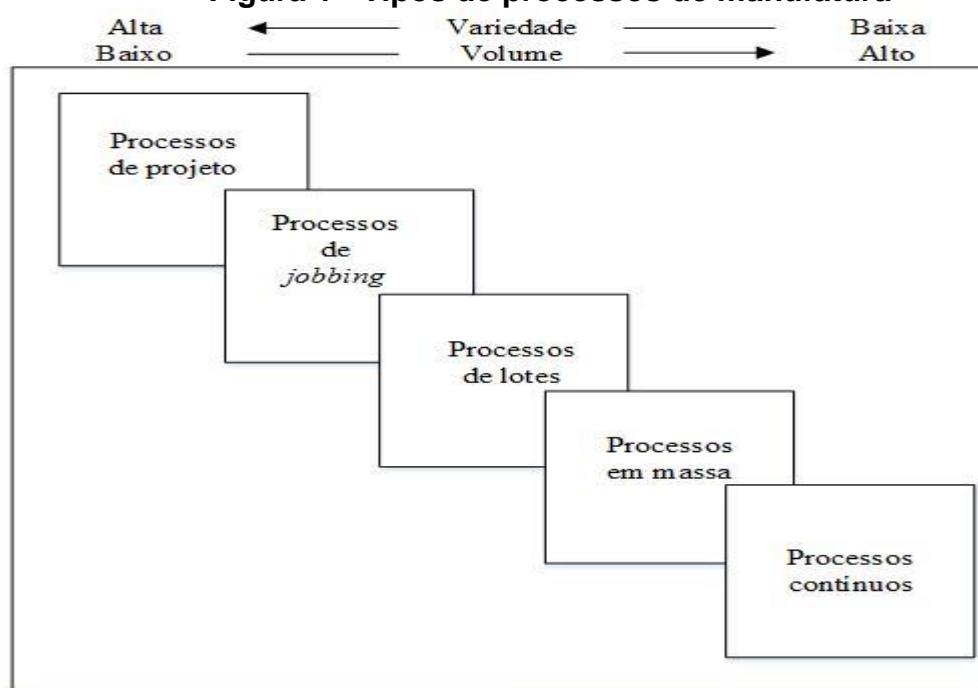 Alta Variedade Baixa
Baixo Volume Alto
Processos
de projeto
Processos
de
jobbing
Processos
de lotes
Processos
em massa
Processos
contínuos